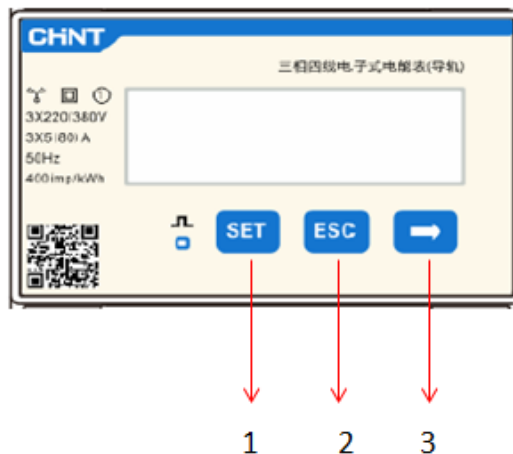 CHNT
三相四线电子式电能表(导轨)
3X220/380V
3X5(80)A
50Hz
400imp/kWh
SET
ESC
1
2
3